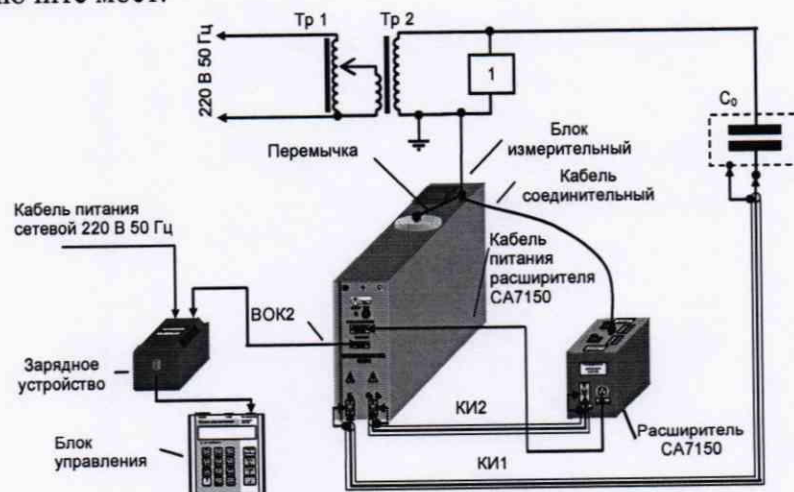 мост.
Тр 1
Тр 2
220 В 50 Гц
1
C₀
Перемычка
Блок
измерительный
Кабель
соединительный
Кабель питания
сетевой 220 В 50 Гц
Кабель
питания
расширителя
СА7150
ВОК2
Зарядное
устройство
КИ2
Блок
управления
КИ1
Расширитель
СА7150